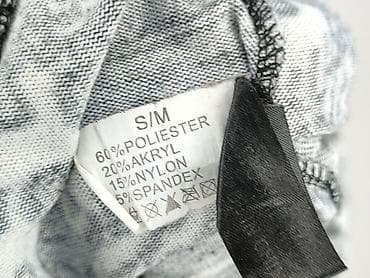 S/M
60%POLIESTER
20%AKRYL
15%NYLON
5%SPANDEX